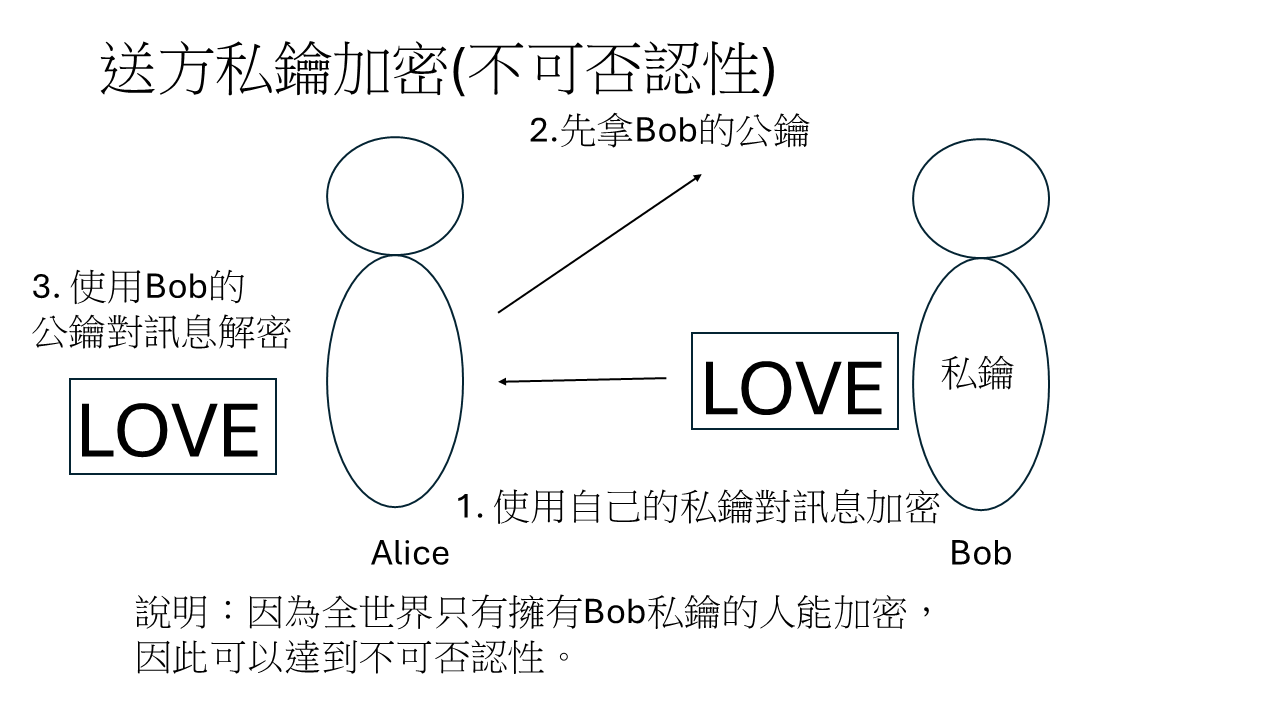 送方私鑰加密(不可否認性)
2.先拿Bob的公鑰
3. 使用Bob的
公鑰對訊息解密
LOVE
LOVE
私鑰
1. 使用自己的私鑰對訊息加密
Alice
Bob
說明：因為全世界只有擁有Bob私鑰的人能加密，
因此可以達到不可否認性。